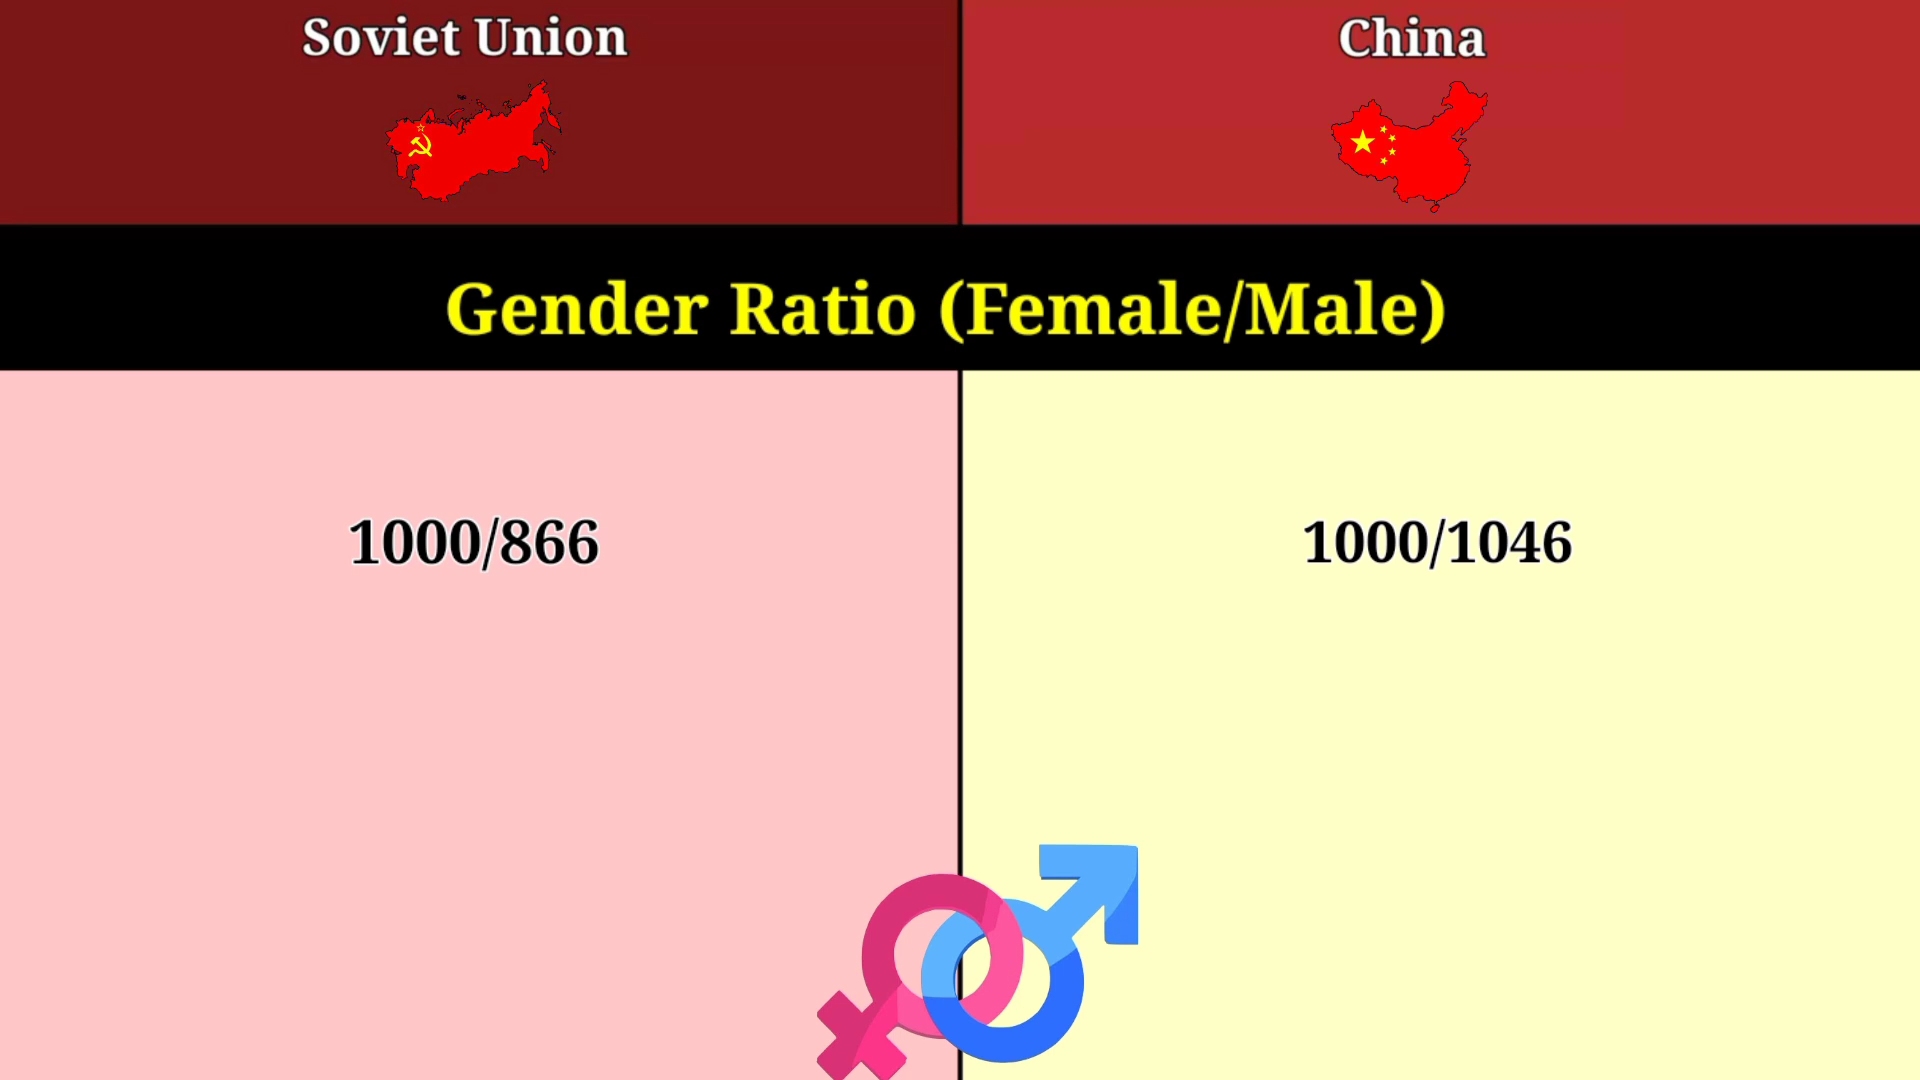 Soviet Union
China
Gender Ratio (Female/Male)
1000/866
1000/1046